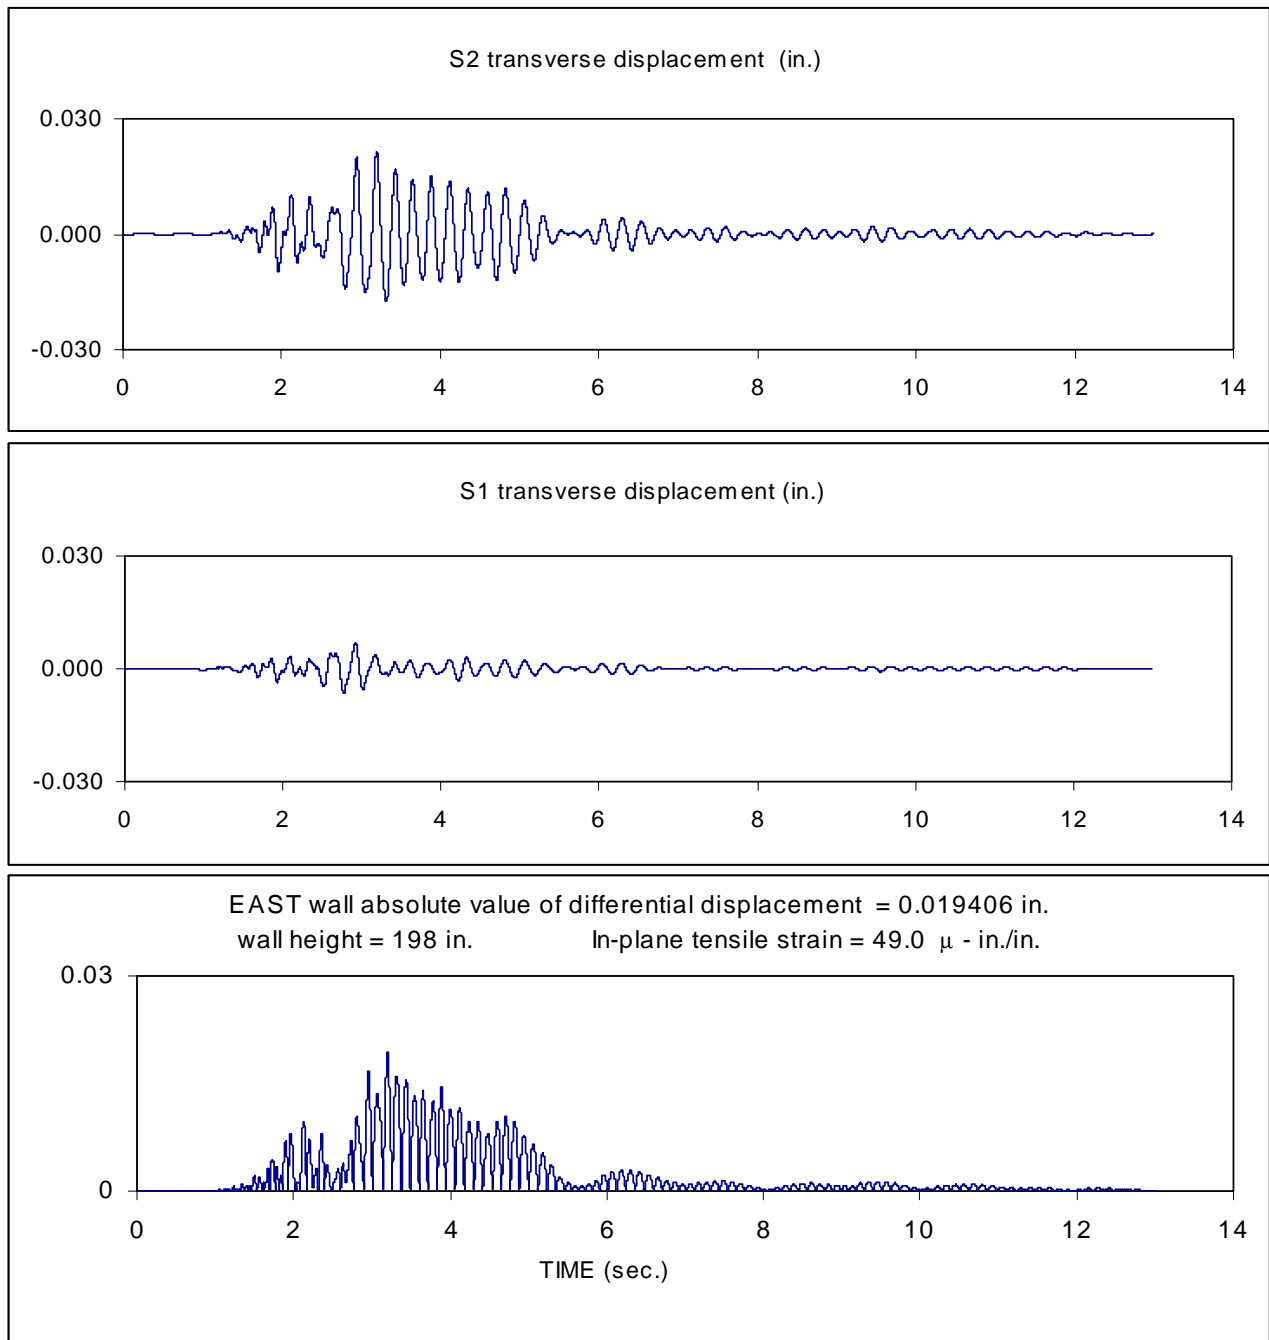 S2 transverse displacement (in.)
0.030
0.000
-0.030
0 2 4 6 8 10 12 14
S1 transverse displacement (in.)
0.030
0.000
-0.030
0 2 4 6 8 10 12 14
EAST wall absolute value of differential displacement = 0.019406 in.
wall height = 198 in. In-plane tensile strain = 49.0 μ - in./in.
0.03
0
0 2 4 6 8 10 12 14
TIME (sec.)